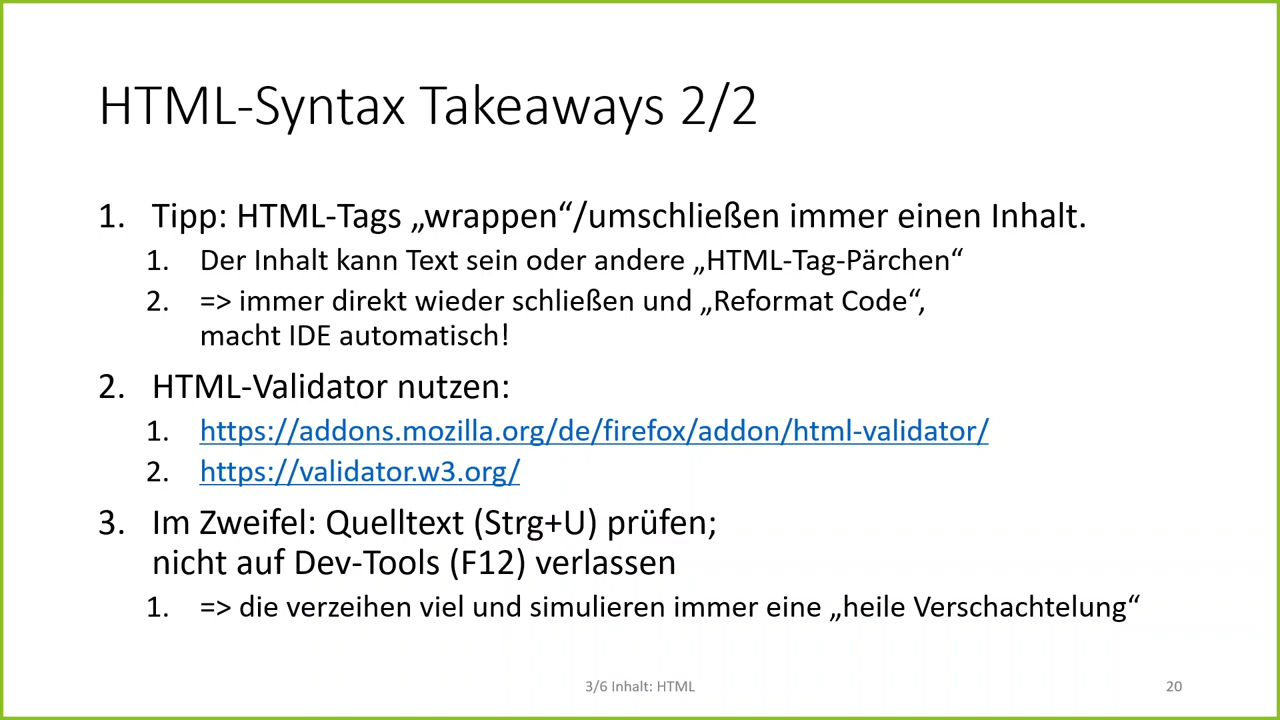 HTML-Syntax Takeaways 2/2
1. Tipp: HTML-Tags „wrappen“/umschließen immer einen Inhalt.
1. Der Inhalt kann Text sein oder andere „HTML-Tag-Pärchen“
2. => immer direkt wieder schließen und „Reformat Code“,
macht IDE automatisch!
2. HTML-Validator nutzen:
1. https://addons.mozilla.org/de/firefox/addon/html-validator/
2. https://validator.w3.org/
3. Im Zweifel: Quelltext (Strg+U) prüfen;
nicht auf Dev-Tools (F12) verlassen
1. => die verzeihen viel und simulieren immer eine „heile Verschachtelung“
3/6 Inhalt: HTML
20